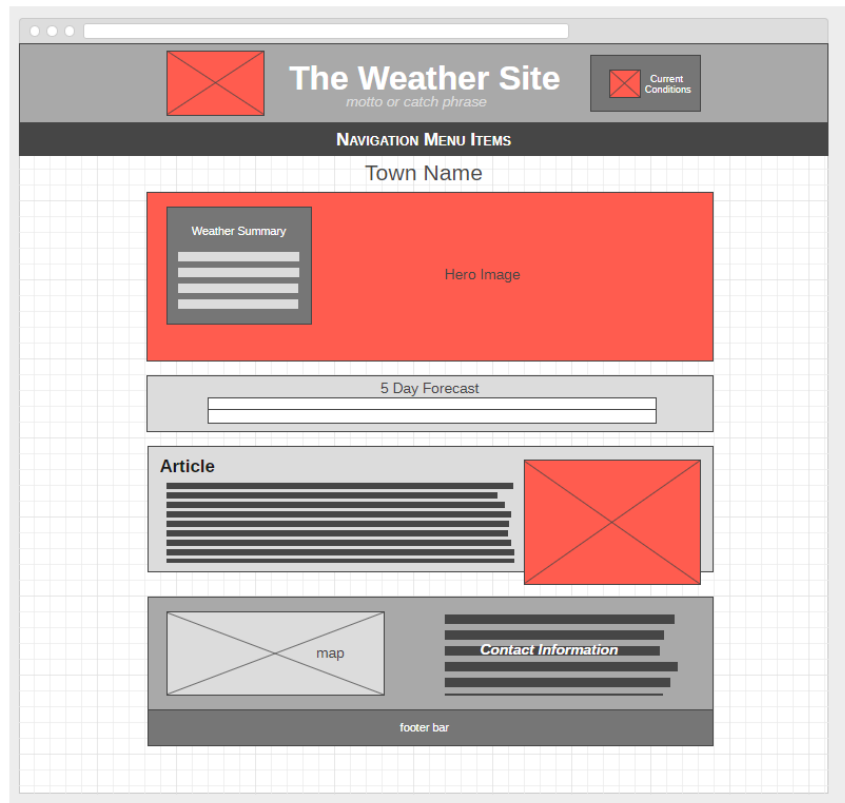 The Weather Site
motto or catch phrase
Current
Conditions
Navigation Menu Items
Town Name
Weather Summary
Hero Image
5 Day Forecast
Article
map
Contact Information
footer bar